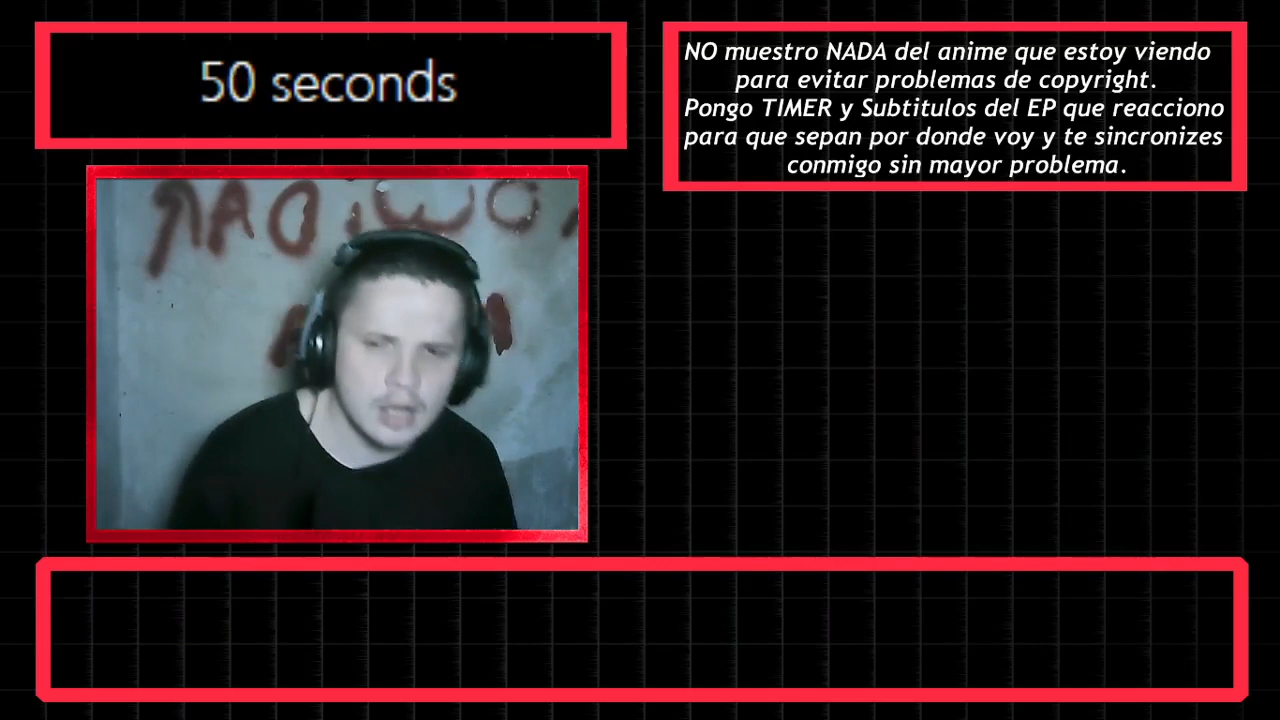 50 seconds
NO muestro NADA del anime que estoy viendo
para evitar problemas de copyright.
Pongo TIMER y Subtitulos del EP que reacciono
para que sepan por donde voy y te sincronizes
conmigo sin mayor problema.